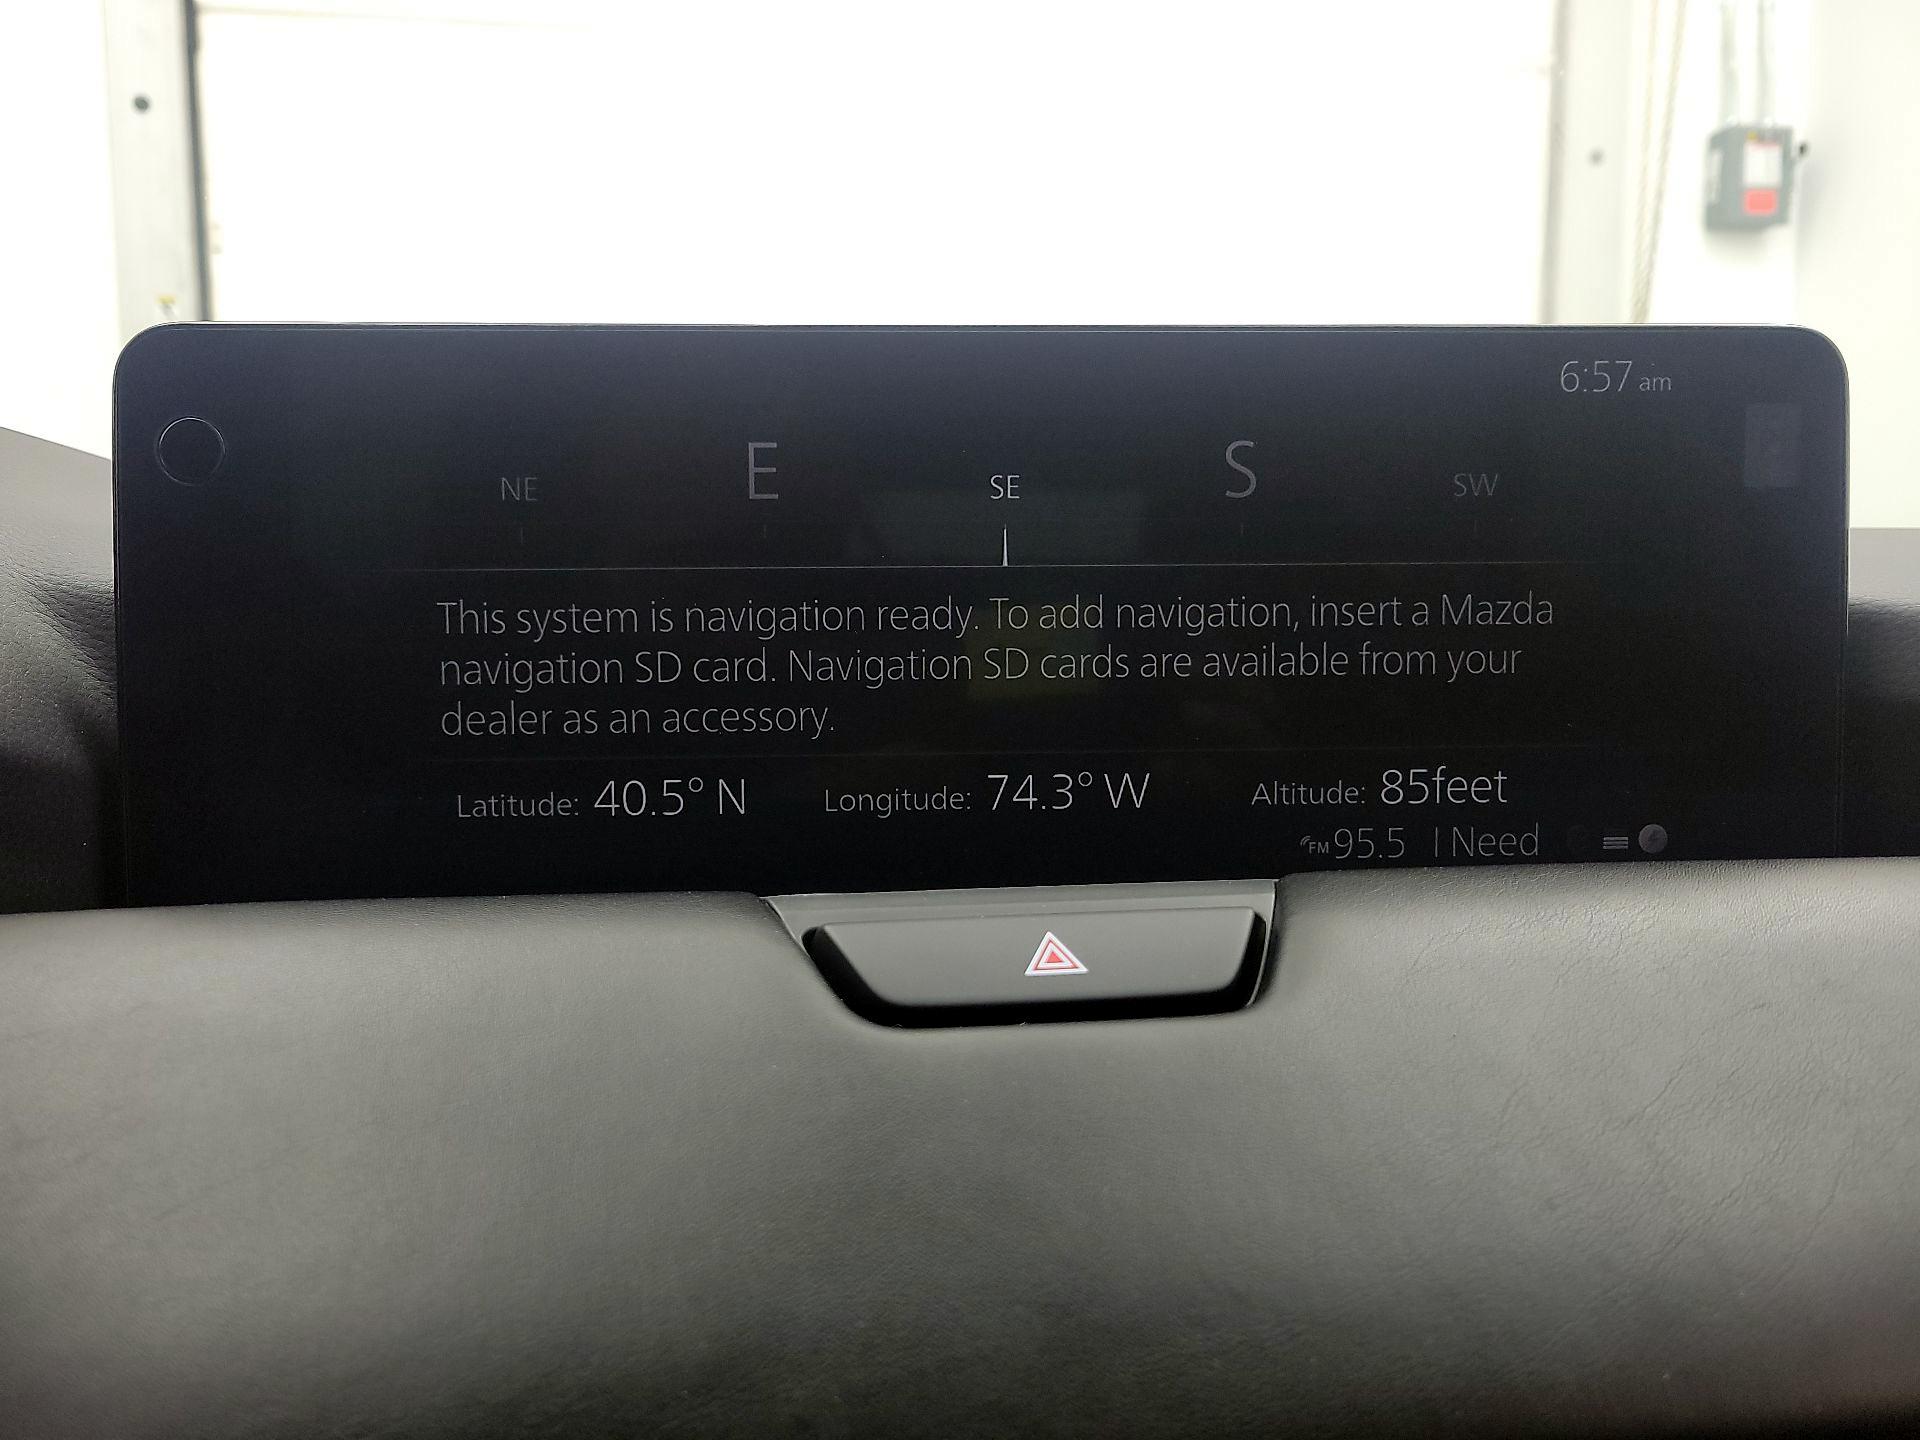 6:57 am
NE E SE S SW
This system is navigation ready. To add navigation, insert a Mazda
navigation SD card. Navigation SD cards are available from your
dealer as an accessory.
Latitude: 40.5° N Longitude: 74.3° W Altitude: 85feet
FM 95.5 I Need